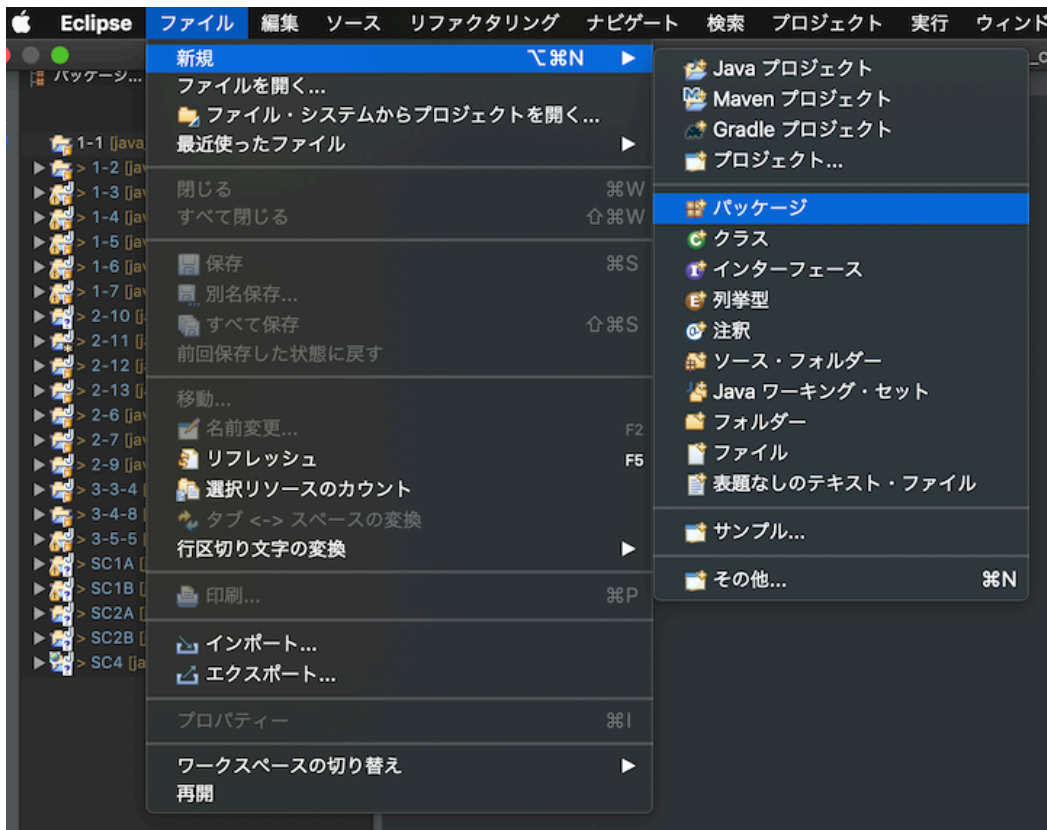 Eclipse ファイル 編集 ソース リファクタリング ナビゲート 検索 プロジェクト 実行
パッケージ...
1-1 [java
> 1-2 [ja
> 1-3 [ja
> 1-4 [ja
> 1-5 [ja
> 1-6 [ja
> 1-7 [ja
> 2-10 [j
> 2-11 [j
> 2-12 [j
> 2-13 [j
> 2-6 [ja
> 2-7 [ja
> 2-9 [ja
> 3-3-4 [
> 3-4-8 [
> 3-5-5 [
> SC1A [
> SC1B [
> SC2A [
> SC2B [
> SC4 [ja
新規 ⌥⌘N ▶
ファイルを開く...
ファイル・システムからプロジェクトを開く...
最近使ったファイル ▶
閉じる ⌘W
すべて閉じる ⇧⌘W
保存 ⌘S
別名保存...
すべて保存 ⇧⌘S
前回保存した状態に戻す
移動...
名前変更... F2
リフレッシュ F5
選択リソースのカウント
タブ <-> スペースの変換
行区切り文字の変換 ▶
印刷... ⌘P
インポート...
エクスポート...
プロパティー ⌘I
ワークスペースの切り替え ▶
再開
Java プロジェクト
Maven プロジェクト
Gradle プロジェクト
プロジェクト...
パッケージ
クラス
インターフェース
列挙型
注釈
ソース・フォルダー
Java ワーキング・セット
フォルダー
ファイル
表題なしのテキスト・ファイル
サンプル...
その他... ⌘N